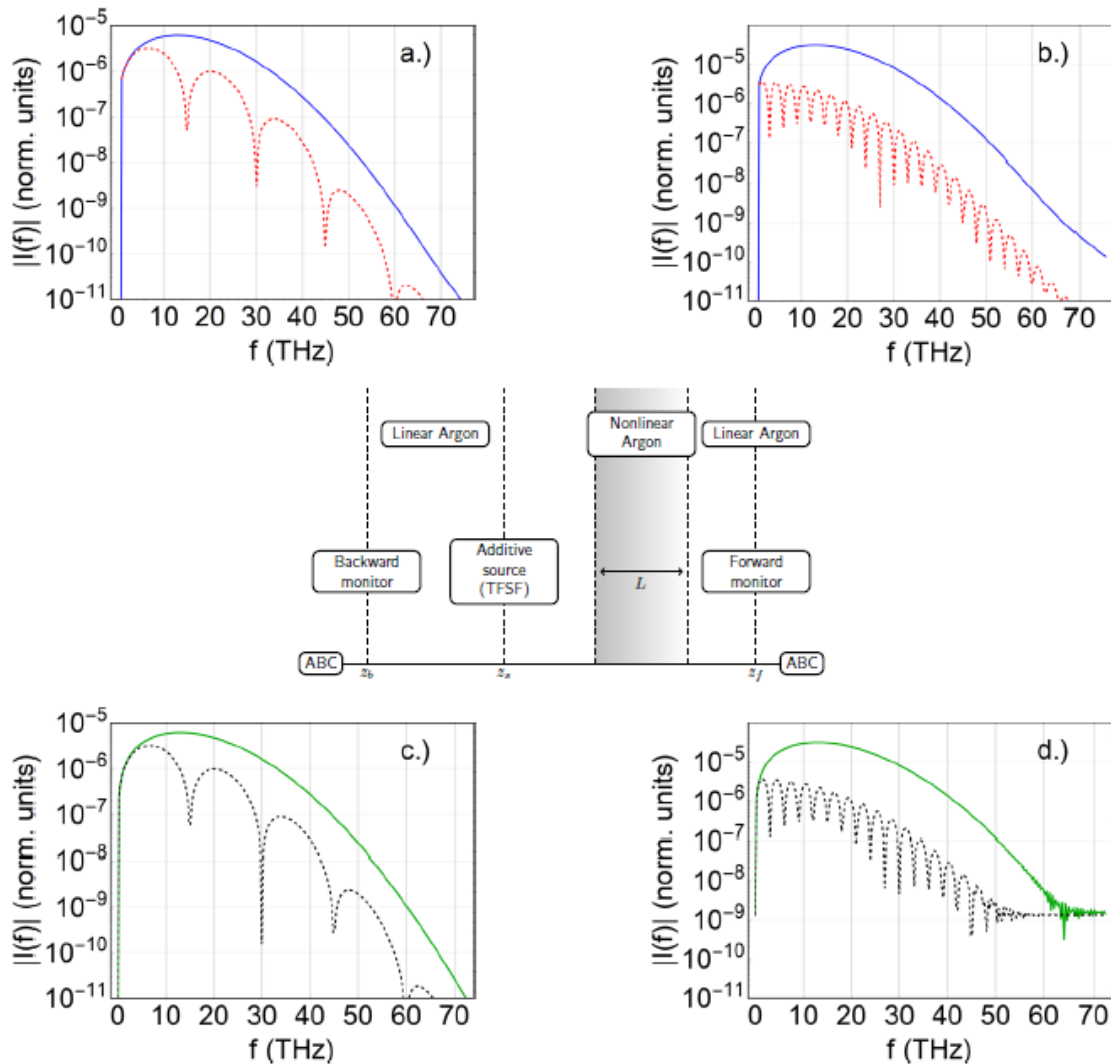 a.)
|I(f)| (norm. units)
10⁻⁵
10⁻⁶
10⁻⁷
10⁻⁸
10⁻⁹
10⁻¹⁰
10⁻¹¹
0 10 20 30 40 50 60 70
f (THz)
b.)
|I(f)| (norm. units)
10⁻⁵
10⁻⁶
10⁻⁷
10⁻⁸
10⁻⁹
10⁻¹⁰
10⁻¹¹
0 10 20 30 40 50 60 70
f (THz)
Linear Argon
Nonlinear
Argon
Linear Argon
Backward
monitor
Additive
source
(TFSF)
L
Forward
monitor
ABC
z_b
z_s
z_f
ABC
c.)
|I(f)| (norm. units)
10⁻⁵
10⁻⁶
10⁻⁷
10⁻⁸
10⁻⁹
10⁻¹⁰
10⁻¹¹
0 10 20 30 40 50 60 70
f (THz)
d.)
|I(f)| (norm. units)
10⁻⁵
10⁻⁶
10⁻⁷
10⁻⁸
10⁻⁹
10⁻¹⁰
10⁻¹¹
0 10 20 30 40 50 60 70
f (THz)